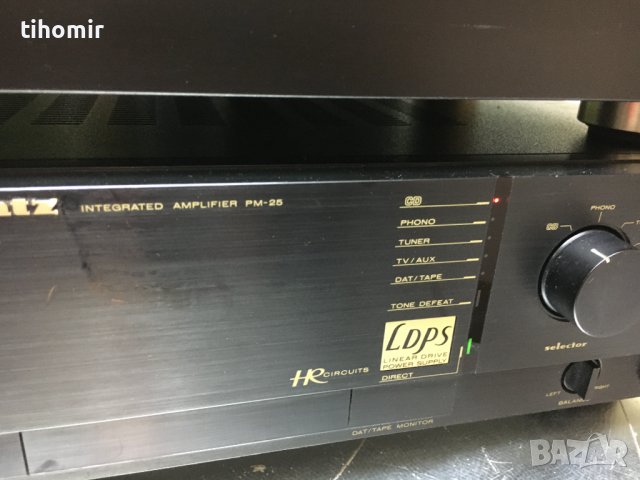 tihomir
ntz INTEGRATED AMPLIFIER PM-25
CD
PHONO
TUNER
TV/AUX
DAT/TAPE
TONE DEFEAT
LDPS
LINEAR DRIVE
POWER SUPPLY
HR CIRCUITS
DIRECT
DAT/TAPE MONITOR
CD
PHONO
selector
LEFT
RIGHT
BALANCE
BAZAR